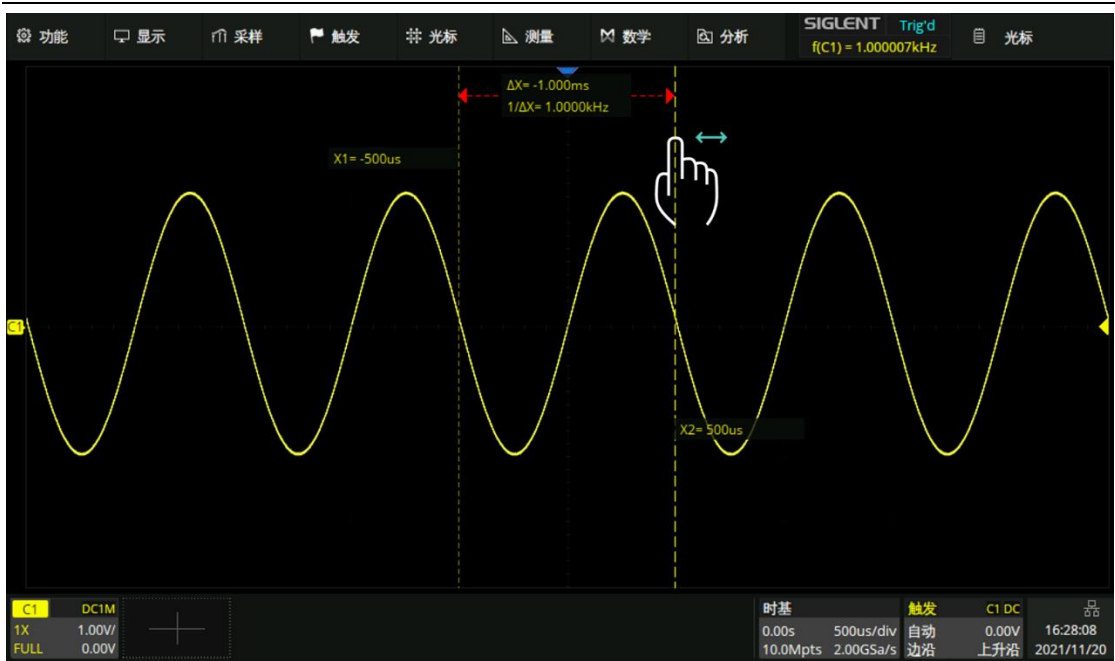 功能 显示 采样 触发 光标 测量 数学 分析 SIGLENT Trig'd 光标
f(C1) = 1.000007kHz
ΔX= -1.000ms
1/ΔX= 1.0000kHz
X1= -500us
C1
X2= 500us
C1 DC1M
1X 1.00V/
FULL 0.00V
时基
0.00s 500us/div
10.0Mpts 2.00GSa/s
触发 C1 DC
自动 0.00V
边沿 上升沿
16:28:08
2021/11/20